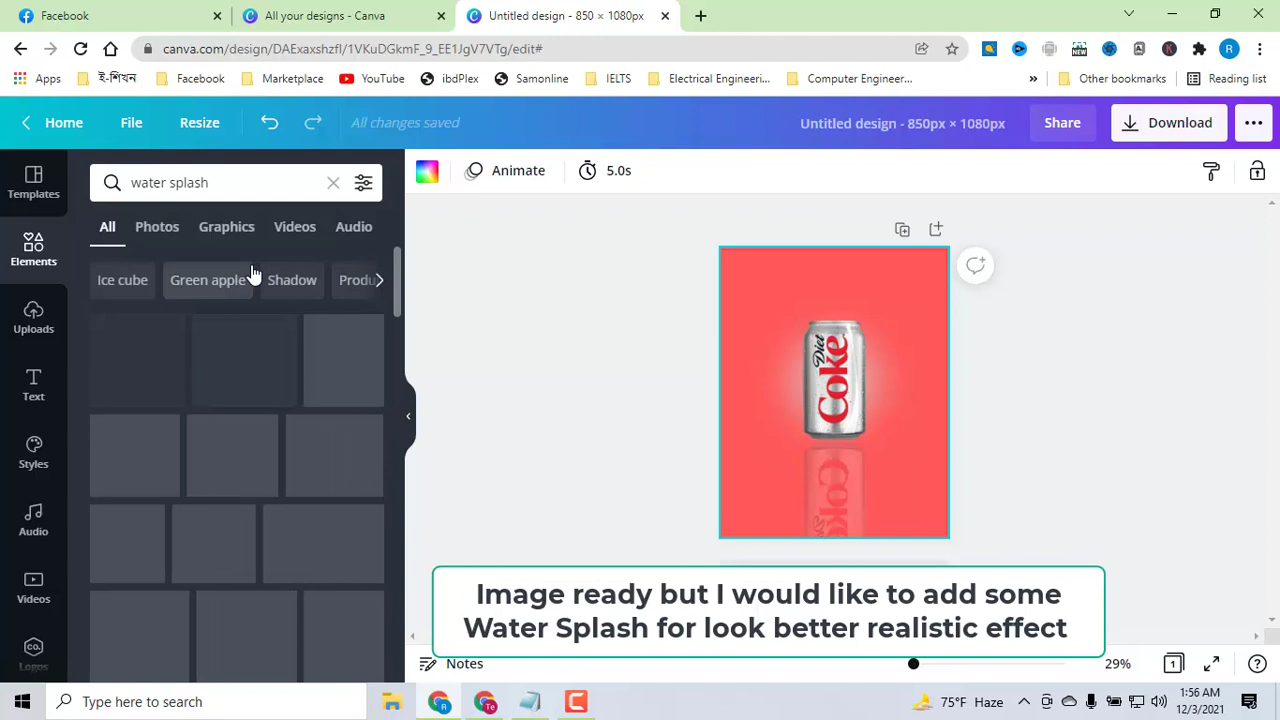 Facebook
All your designs - Canva
Untitled design - 850 × 1080px
canva.com/design/DAExaxshzfI/1VKuDGkmF_9_EE1JgV7VTg/edit#
Apps
ই-শিখন
Facebook
Marketplace
YouTube
ibdPlex
Samonline
IELTS
Electrical Engineeri...
Computer Engineer...
»
Other bookmarks
Reading list
Home
File
Resize
All changes saved
Untitled design - 850px × 1080px
Share
Download
Templates
Elements
Uploads
Text
Styles
Audio
Videos
Logos
water splash
All
Photos
Graphics
Videos
Audio
Ice cube
Green apple
Shadow
Produ
Animate
5.0s
Diet
Coke
Coke
Image ready but I would like to add some
Water Splash for look better realistic effect
Notes
29%
1
Type here to search
75°F Haze
1:56 AM
12/3/2021